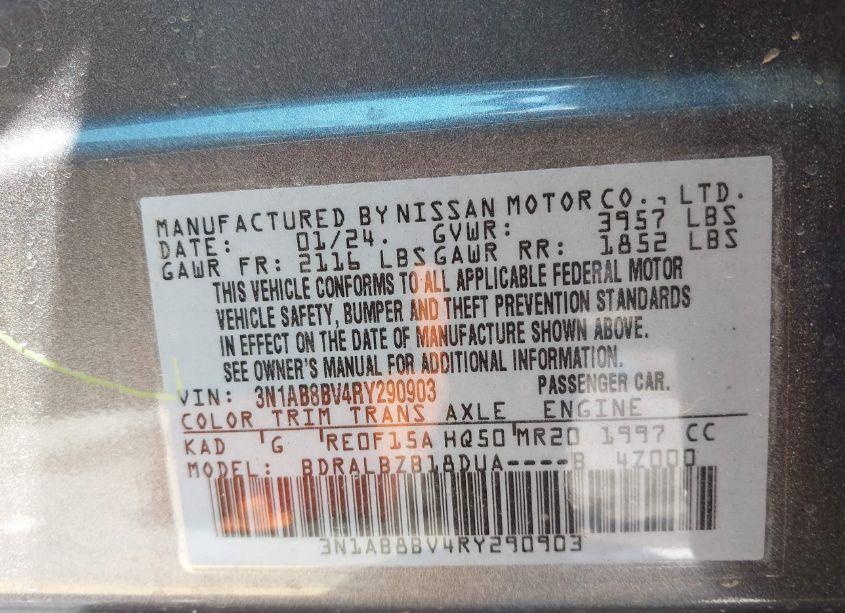 MANUFACTURED BY NISSAN MOTOR CO., LTD.
DATE: 01/24. GVWR: 3957 LBS
GAWR FR: 2116 LBS GAWR RR: 1852 LBS
THIS VEHICLE CONFORMS TO ALL APPLICABLE FEDERAL MOTOR
VEHICLE SAFETY, BUMPER AND THEFT PREVENTION STANDARDS
IN EFFECT ON THE DATE OF MANUFACTURE SHOWN ABOVE.
SEE OWNER'S MANUAL FOR ADDITIONAL INFORMATION.
VIN: 3N1AB8BV4RY290903 PASSENGER CAR.
COLOR TRIM TRANS AXLE ENGINE
KAD G RE0F15A HQ50 MR20 1997 CC
MODEL: BDRALBZB18DUA----B 4Z000
3N1AB8BV4RY290903